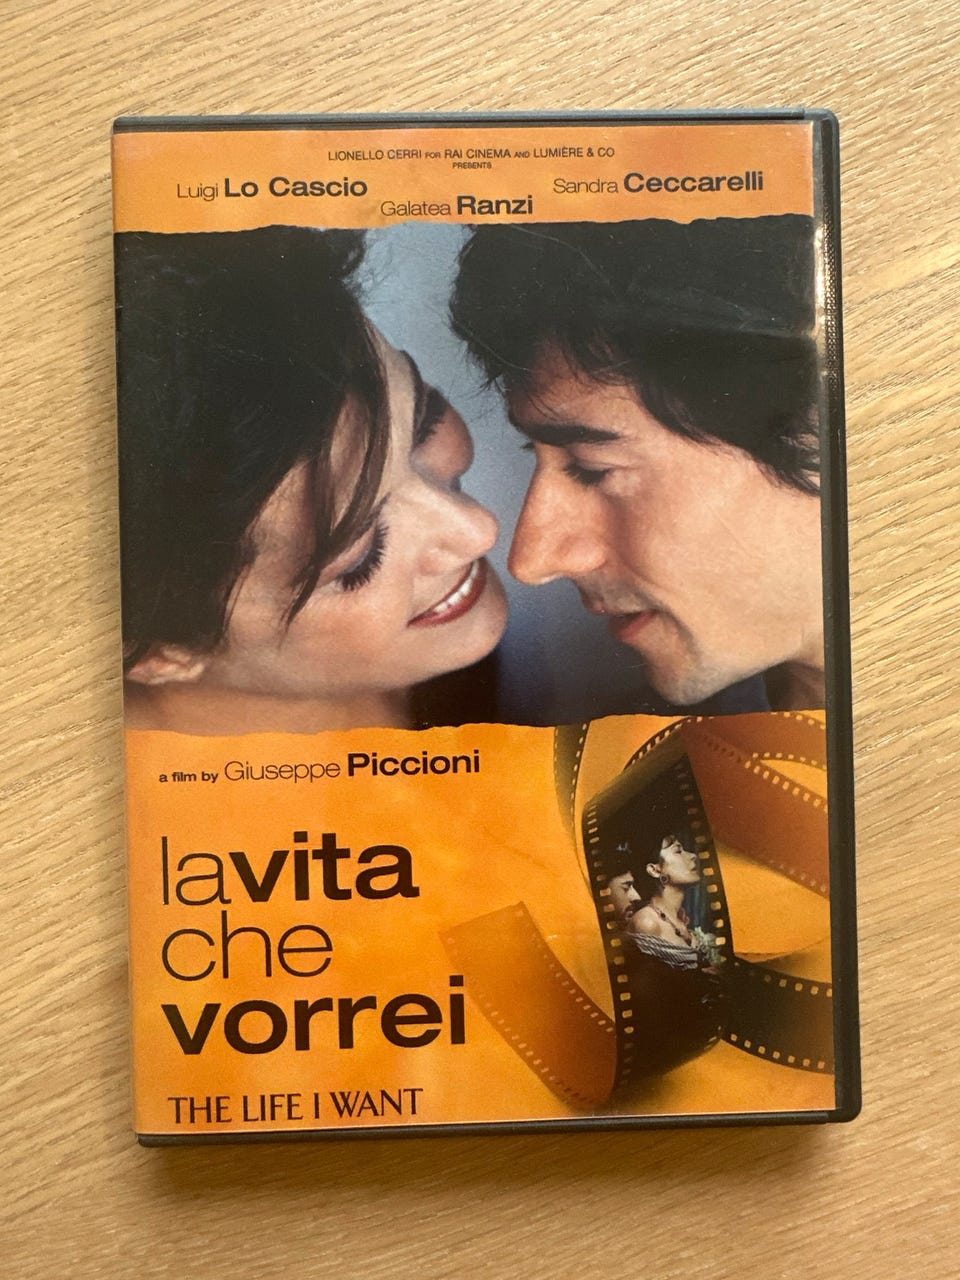 LIONELLO CERRI FOR RAI CINEMA AND LUMIÈRE & CO
PRESENTS
Luigi Lo Cascio
Galatea Ranzi
Sandra Ceccarelli
a film by Giuseppe Piccioni
lavita
che
vorrei
THE LIFE I WANT